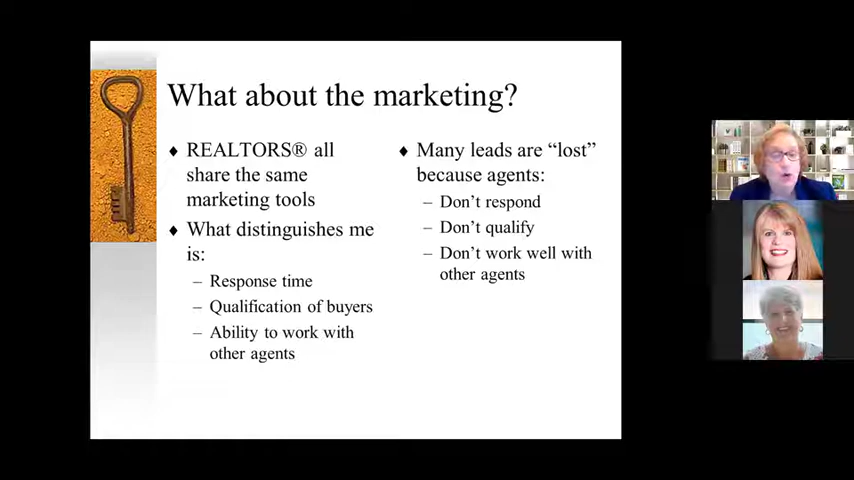 What about the marketing?
♦ REALTORS® all
share the same
marketing tools
♦ What distinguishes me
is:
– Response time
– Qualification of buyers
– Ability to work with
other agents
♦ Many leads are “lost”
because agents:
– Don’t respond
– Don’t qualify
– Don’t work well with
other agents